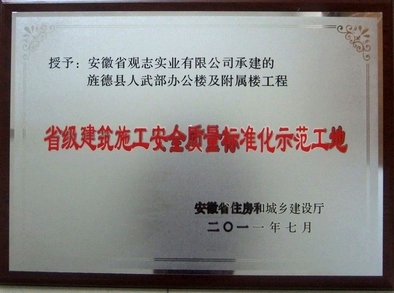 授予：安徽省观志实业有限公司承建的
旌德县人武部办公楼及附属楼工程
省级建筑施工安全质量标准化示范工地
安徽省住房和城乡建设厅
二〇一一年七月